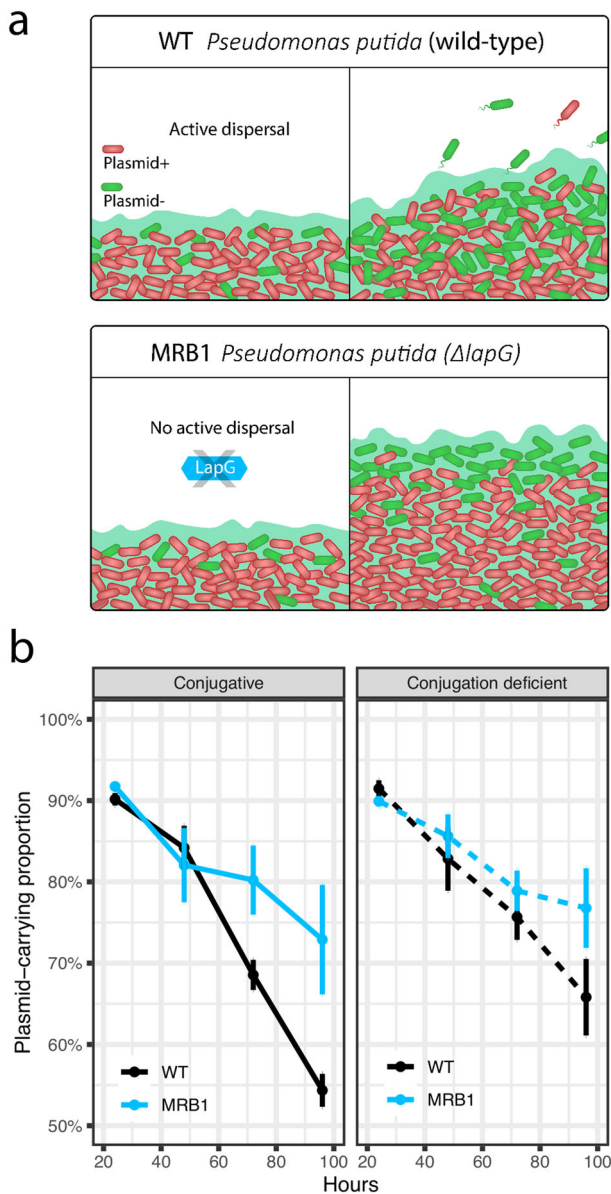 a
WT Pseudomonas putida (wild-type)
Active dispersal
Plasmid+
Plasmid-
MRB1 Pseudomonas putida (ΔlapG)
No active dispersal
LapG
b
Conjugative
Conjugation deficient
100%
90%
80%
70%
60%
50%
Plasmid-carrying proportion
WT
MRB1
WT
MRB1
20 40 60 80 100
20 40 60 80 100
Hours